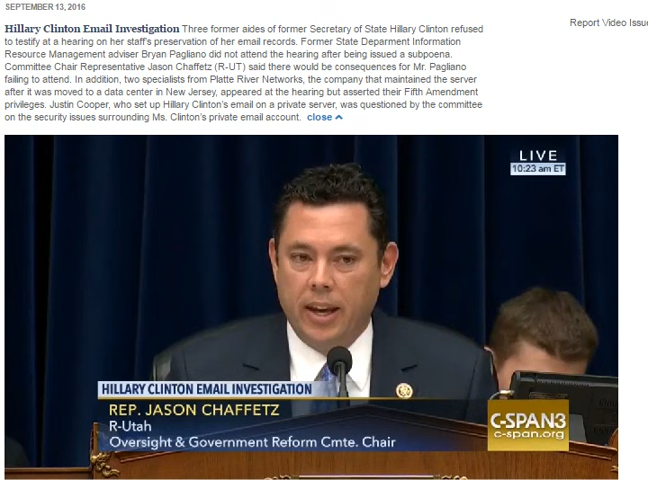 SEPTEMBER 13, 2016
Report Video Issue
Hillary Clinton Email Investigation Three former aides of former Secretary of State Hillary Clinton refused
to testify at a hearing on her staff's preservation of her email records. Former State Deparment Information
Resource Management adviser Bryan Pagliano did not attend the hearing after being issued a subpoena.
Committee Chair Representative Jason Chaffetz (R-UT) said there would be consequences for Mr. Pagliano
failing to attend. In addition, two specialists from Platte River Networks, the company that maintained the server
after it was moved to a data center in New Jersey, appeared at the hearing but asserted their Fifth Amendment
privileges. Justin Cooper, who set up Hillary Clinton's email on a private server, was questioned by the committee
on the security issues surrounding Ms. Clinton's private email account. close
LIVE
10:23 am ET
HILLARY CLINTON EMAIL INVESTIGATION
REP. JASON CHAFFETZ
R-Utah
Oversight & Government Reform Cmte. Chair
C-SPAN3
c-span.org